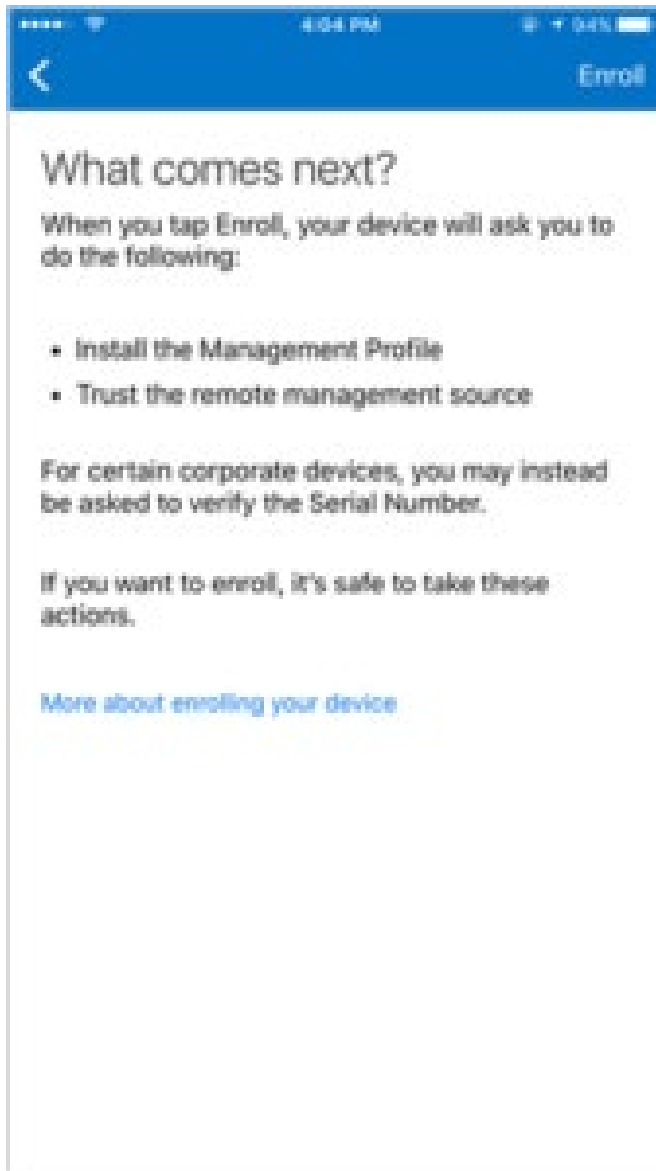 4:04 PM
94%
Enroll
What comes next?
When you tap Enroll, your device will ask you to
do the following:
• Install the Management Profile
• Trust the remote management source
For certain corporate devices, you may instead
be asked to verify the Serial Number.
If you want to enroll, it's safe to take these
actions.
More about enrolling your device